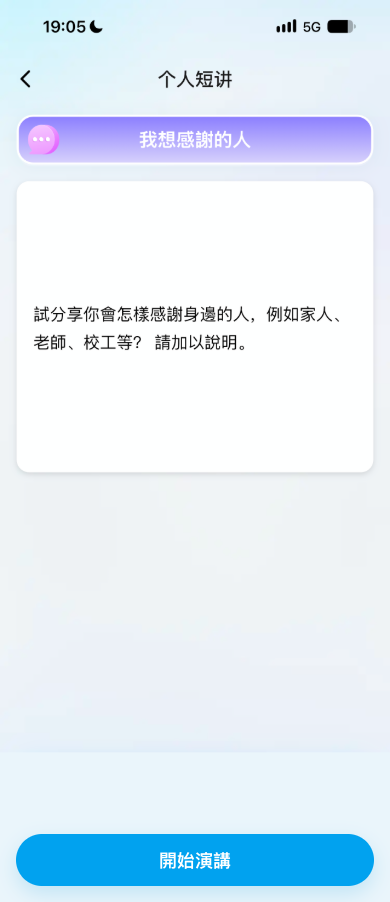 19:05
5G
个人短讲
我想感謝的人
試分享你會怎樣感謝身邊的人，例如家人、
老師、校工等？ 請加以說明。
開始演講